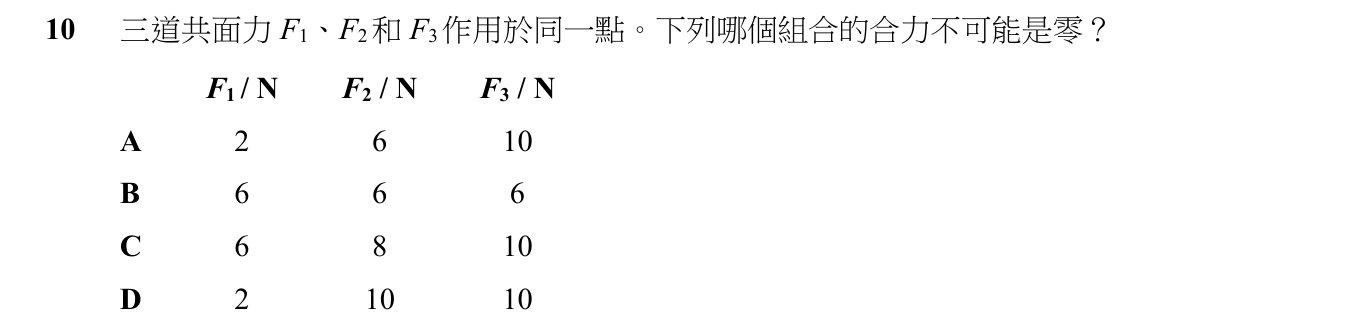 10 三道共面力 F1、F2和 F3作用於同一點。下列哪個組合的合力不可能是零？
F1 / N F2 / N F3 / N
A 2 6 10
B 6 6 6
C 6 8 10
D 2 10 10